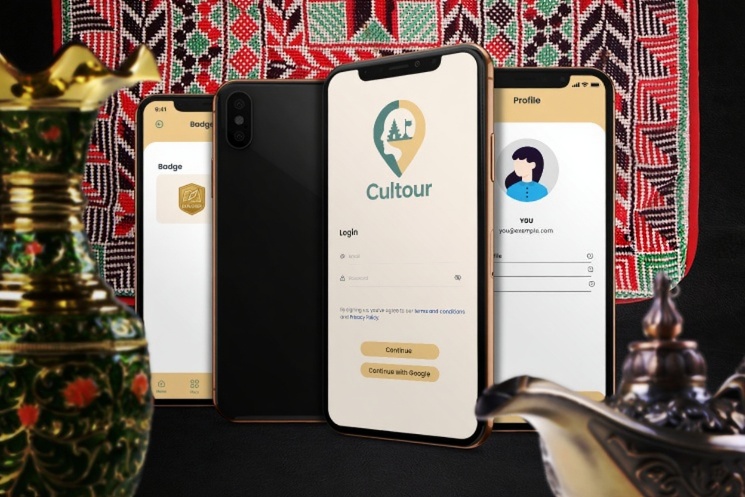 9:41
Badge
Badge
EXPLORER
Home
Cultour
Login
Email
Password
By signing up, you've agree to our terms and conditions
and Privacy Policy.
Continue
Continue with Google
Profile
YOU
you@example.com